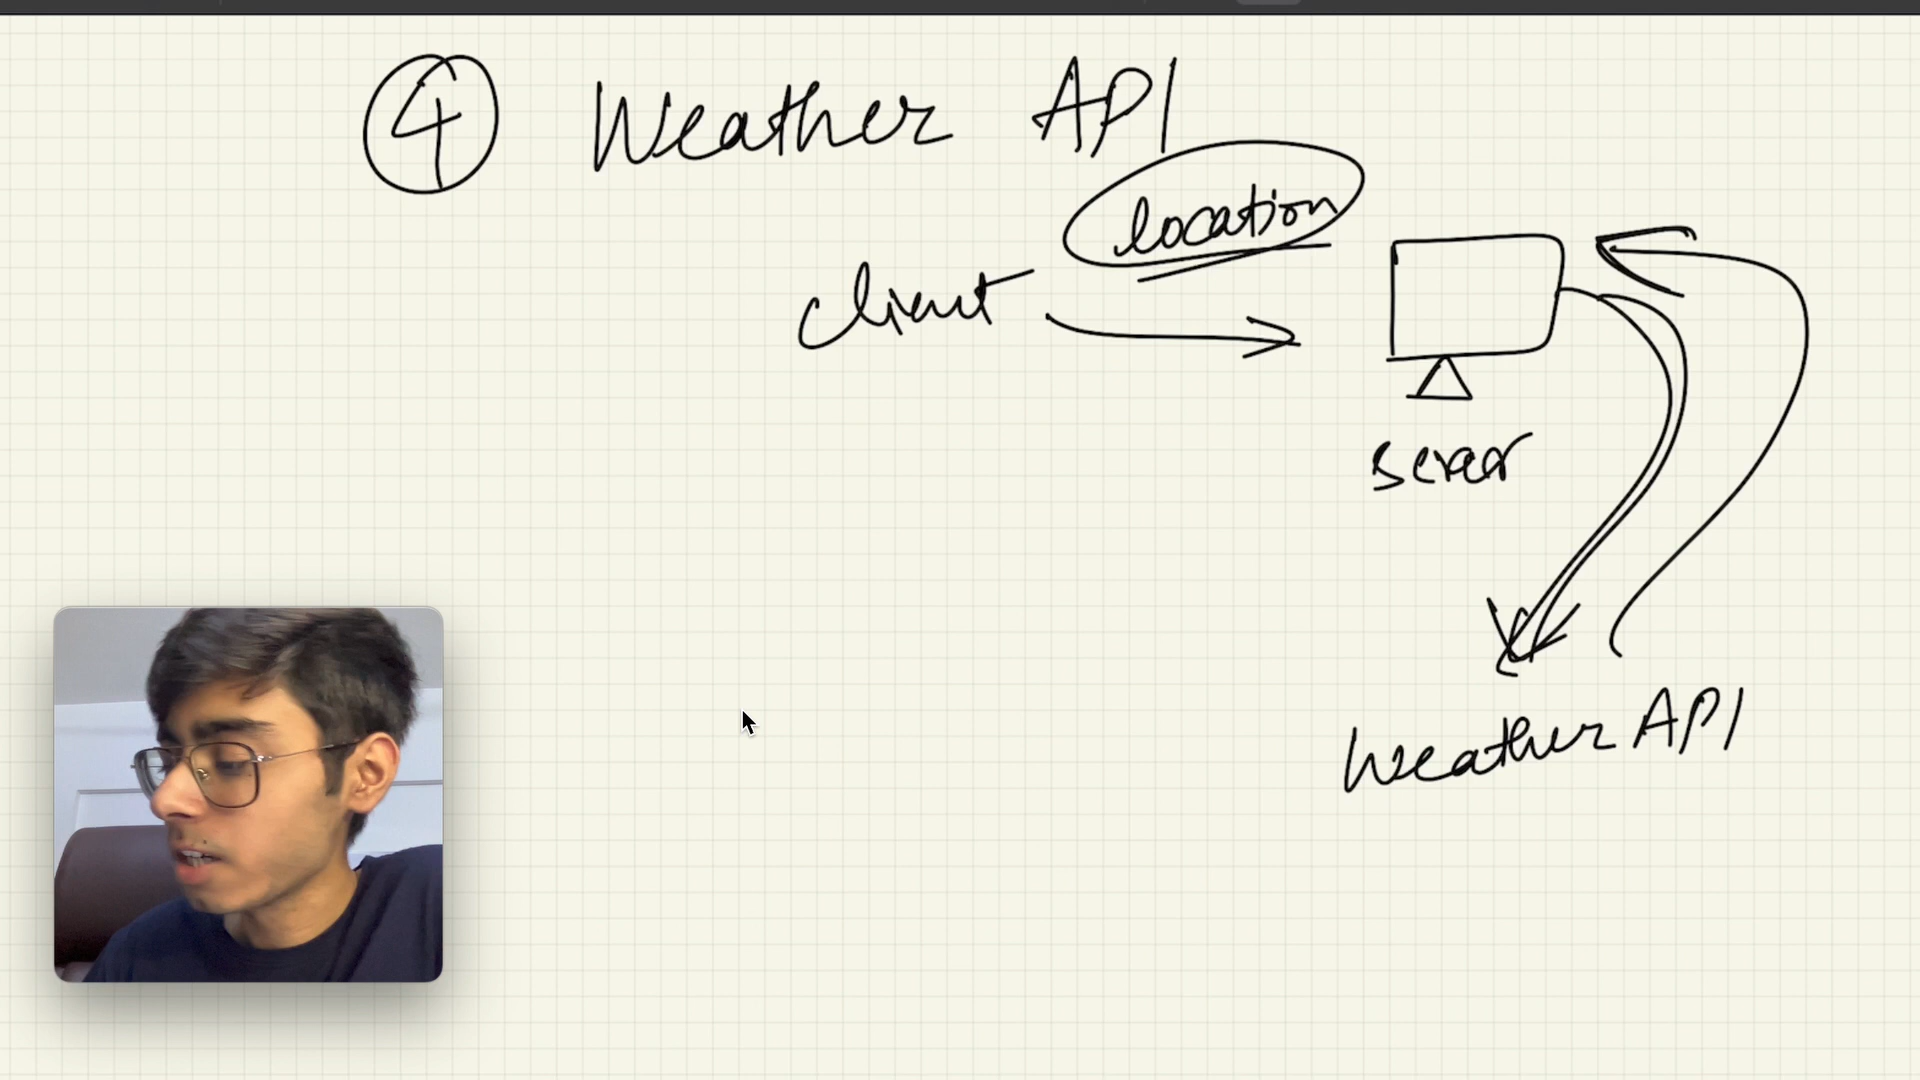 4 Weather API
location
client
server
Weather API